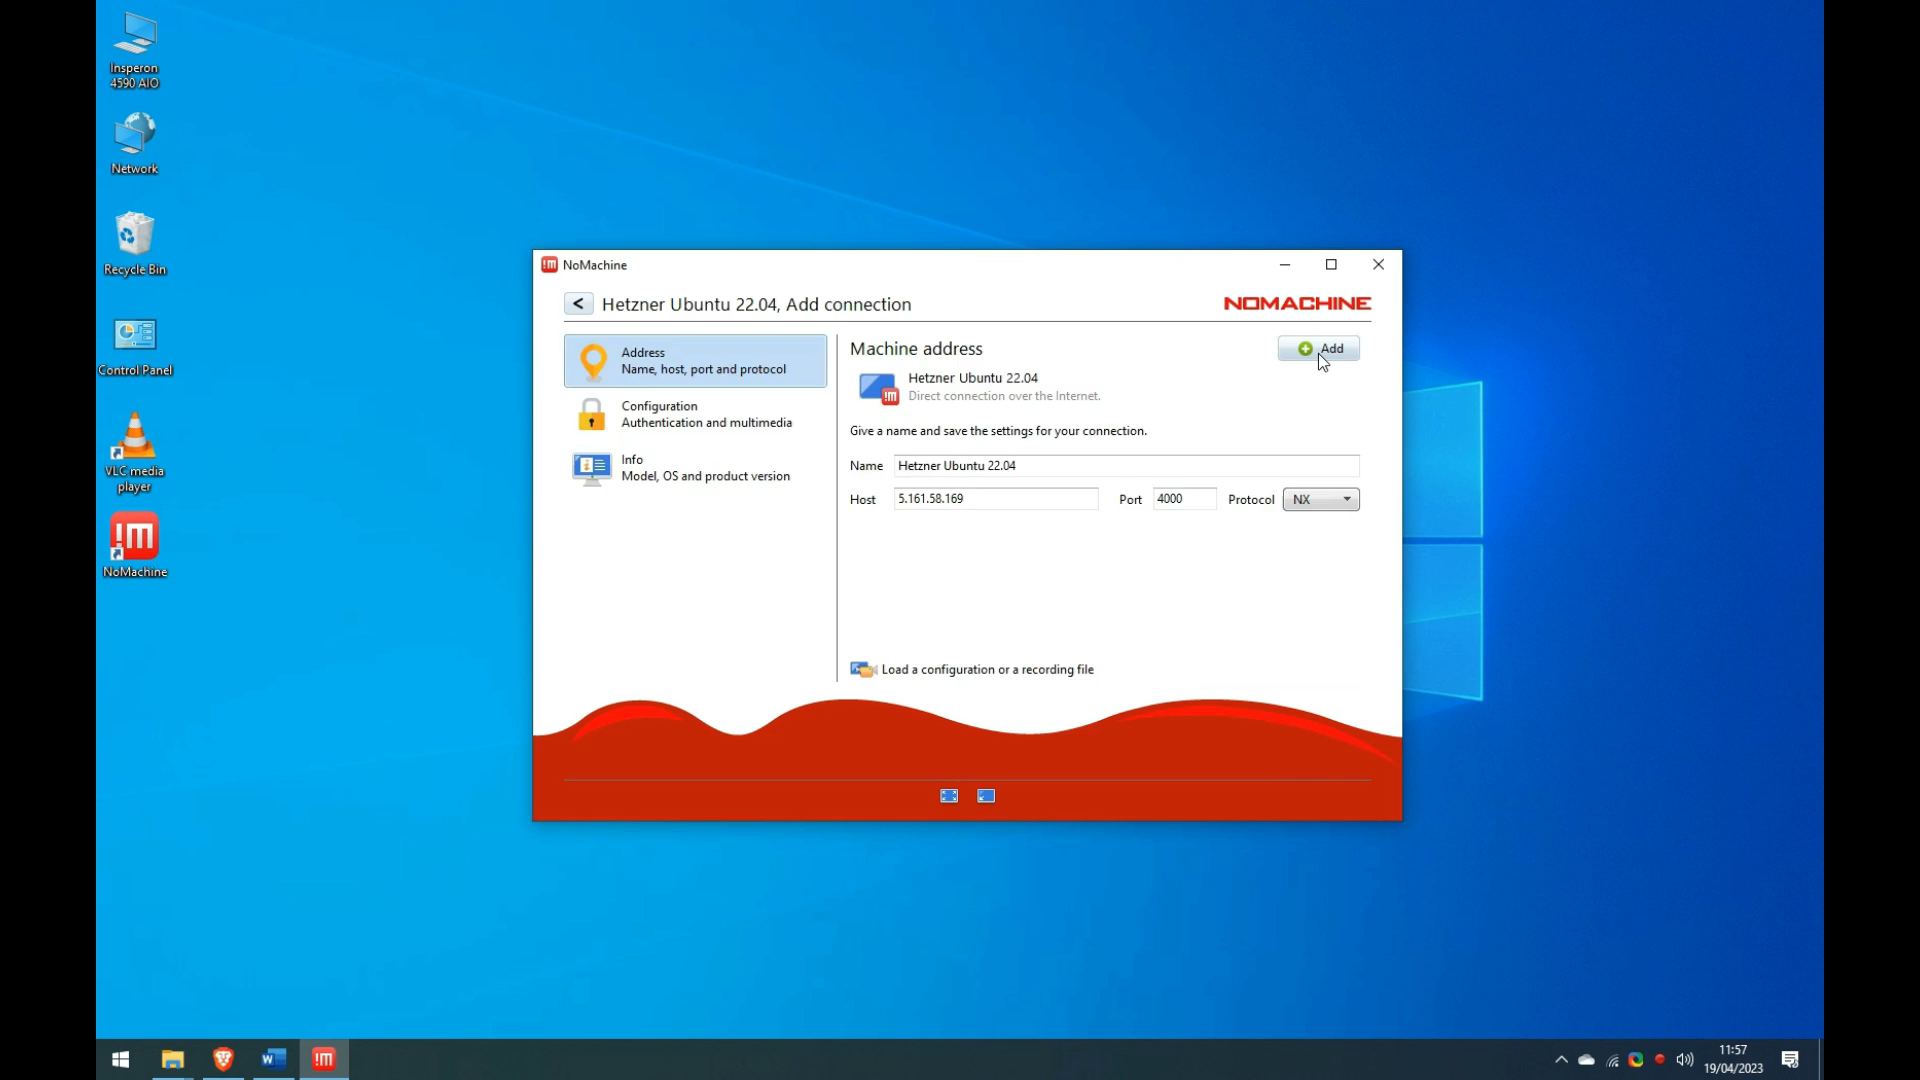 Insperon
4590 AIO
Network
Recycle Bin
Control Panel
VLC media
player
!M
NoMachine
!M NoMachine
< Hetzner Ubuntu 22.04, Add connection
NOMACHINE
Address
Name, host, port and protocol
Configuration
Authentication and multimedia
Info
Model, OS and product version
Machine address
Add
!M
Hetzner Ubuntu 22.04
Direct connection over the Internet.
Give a name and save the settings for your connection.
Name Hetzner Ubuntu 22.04
Host 5.161.58.169 Port 4000 Protocol NX
Load a configuration or a recording file
W
!M
11:57
19/04/2023